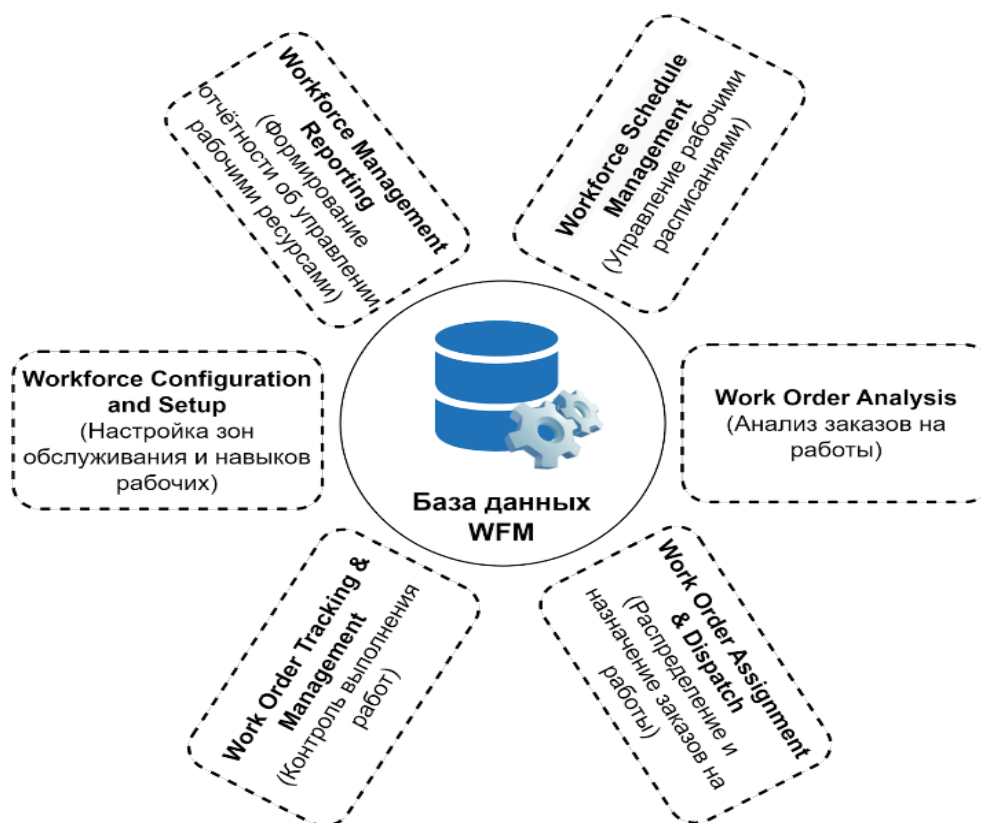 Workforce Management
Reporting
(Формирование
отчётности об управлении
рабочими ресурсами)
Workforce Schedule
Management
(Управление рабочими
расписаниями)
Workforce Configuration
and Setup
(Настройка зон
обслуживания и навыков
рабочих)
База данных
WFM
Work Order Analysis
(Анализ заказов на
работы)
Work Order Tracking &
Management
(Контроль выполнения
работ)
Work Order Assignment
& Dispatch
(Распределение и
назначение заказов на
работы)